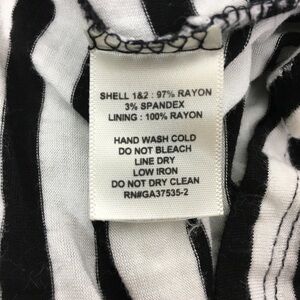 SHELL 1&2 : 97% RAYON
3% SPANDEX
LINING : 100% RAYON
HAND WASH COLD
DO NOT BLEACH
LINE DRY
LOW IRON
DO NOT DRY CLEAN
RN#GA37535-2